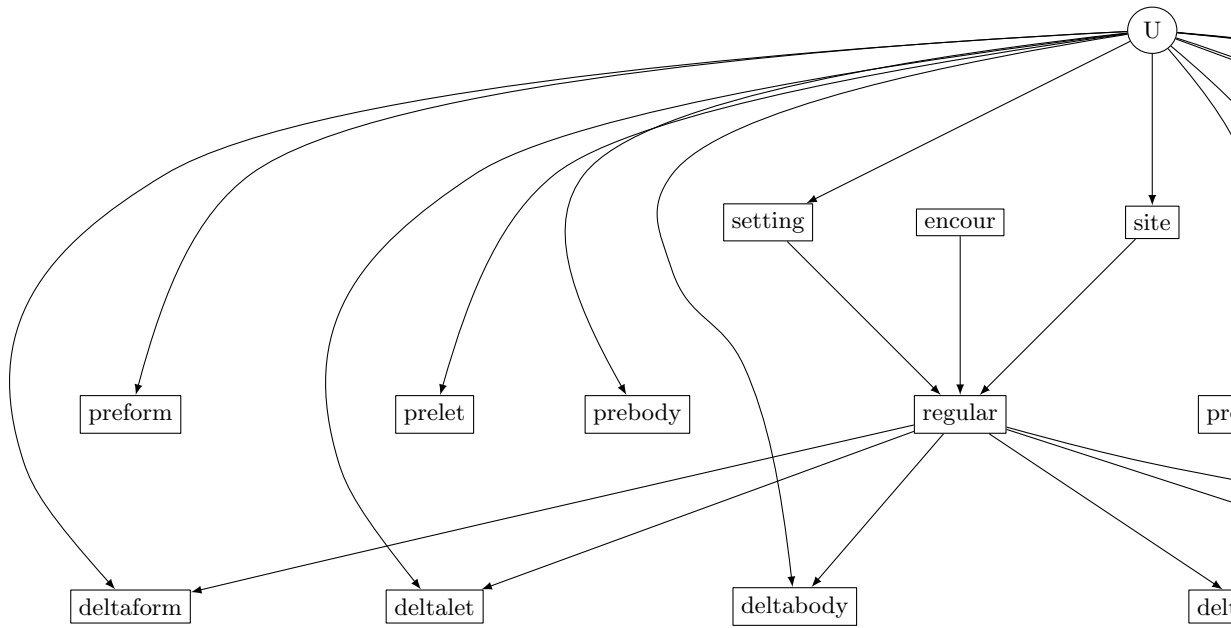 U
setting encour site
preform prelet prebody regular
deltaform deltalet deltabody